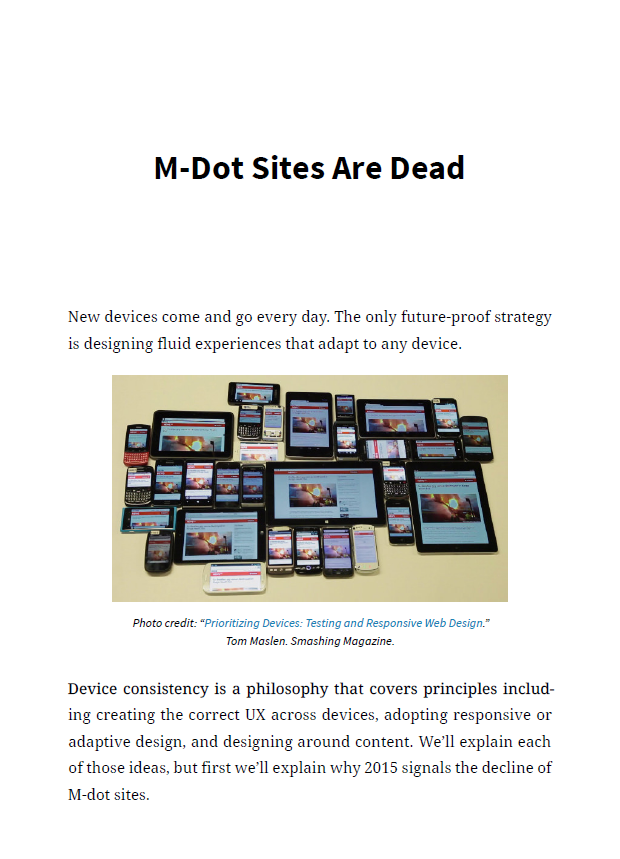 M-Dot Sites Are Dead
New devices come and go every day. The only future-proof strategy
is designing fluid experiences that adapt to any device.
Photo credit: “Prioritizing Devices: Testing and Responsive Web Design.”
Tom Maslen. Smashing Magazine.
Device consistency is a philosophy that covers principles includ-
ing creating the correct UX across devices, adopting responsive or
adaptive design, and designing around content. We’ll explain each
of those ideas, but first we’ll explain why 2015 signals the decline of
M-dot sites.